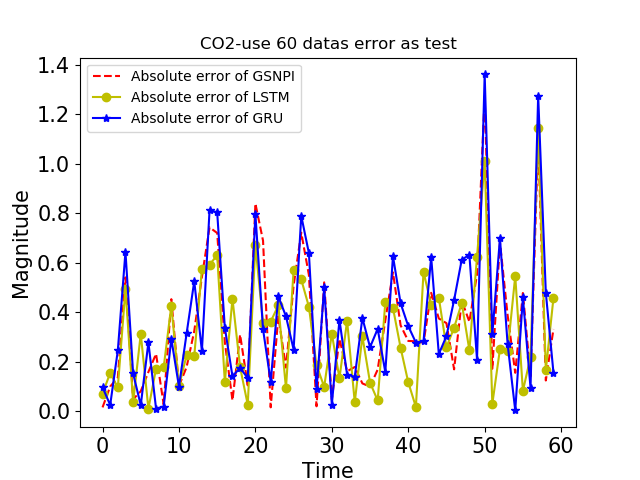 CO2-use 60 datas error as test
Absolute error of GSNPI
Absolute error of LSTM
Absolute error of GRU
Magnitude
1.4
1.2
1.0
0.8
0.6
0.4
0.2
0.0
0 10 20 30 40 50 60
Time